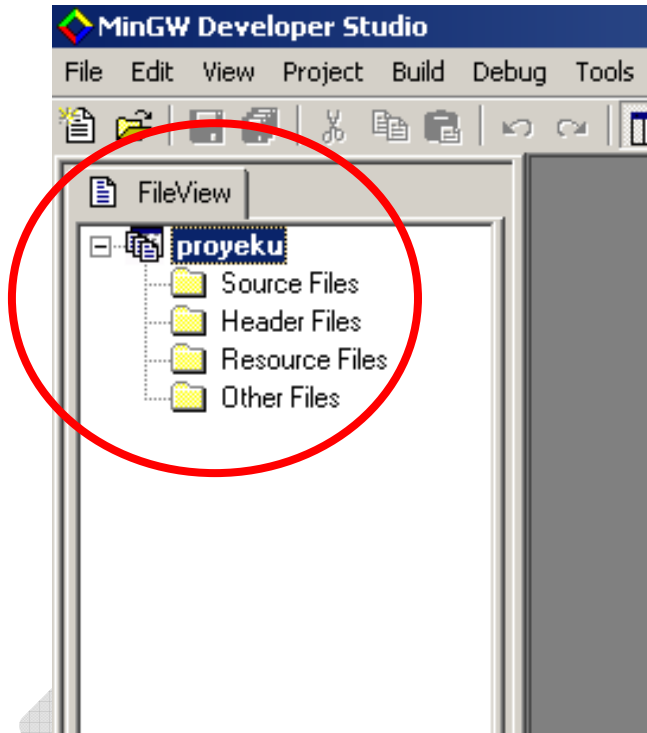 MinGW Developer Studio
File Edit View Project Build Debug Tools
FileView
proyeku
Source Files
Header Files
Resource Files
Other Files